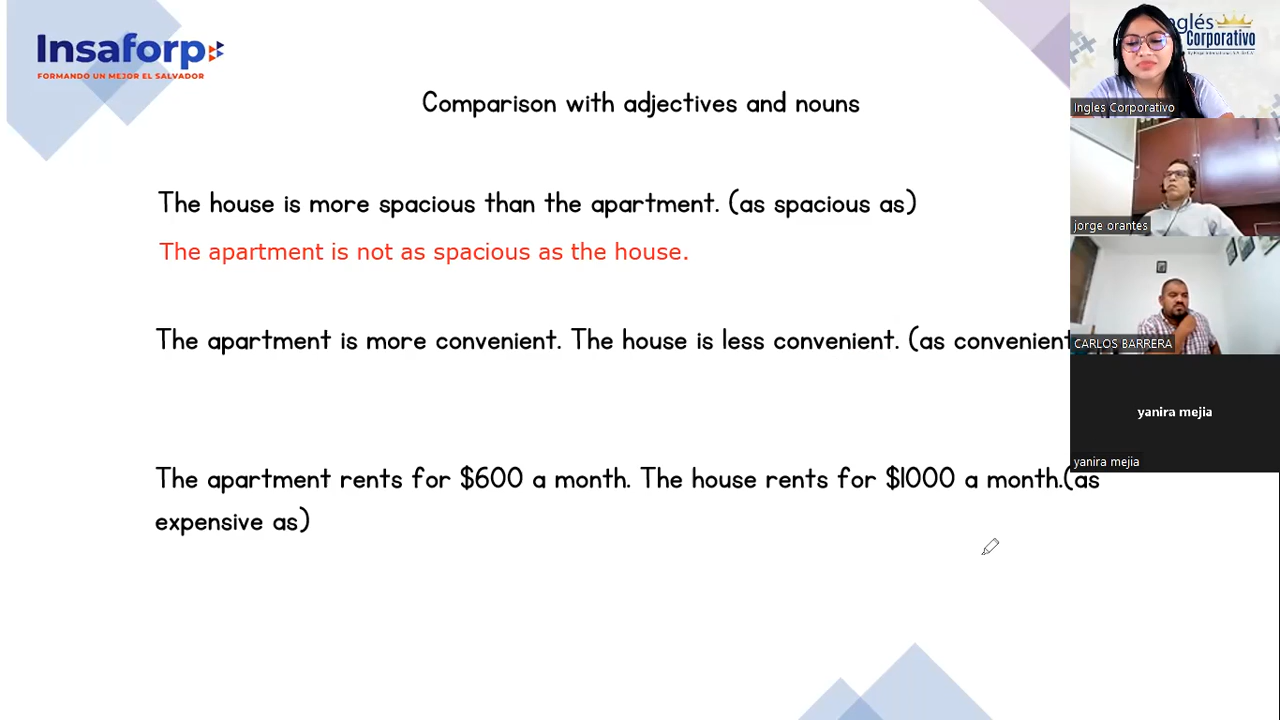 Insaforp
FORMANDO UN MEJOR EL SALVADOR
Comparison with adjectives and nouns
The house is more spacious than the apartment. (as spacious as)
The apartment is not as spacious as the house.
The apartment is more convenient. The house is less convenient. (as convenient
The apartment rents for $600 a month. The house rents for $1000 a month.(as
expensive as)
Inglés
Corporativo
Ingles Corporativo
jorge orantes
CARLOS BARRERA
yanira mejia
yanira mejia